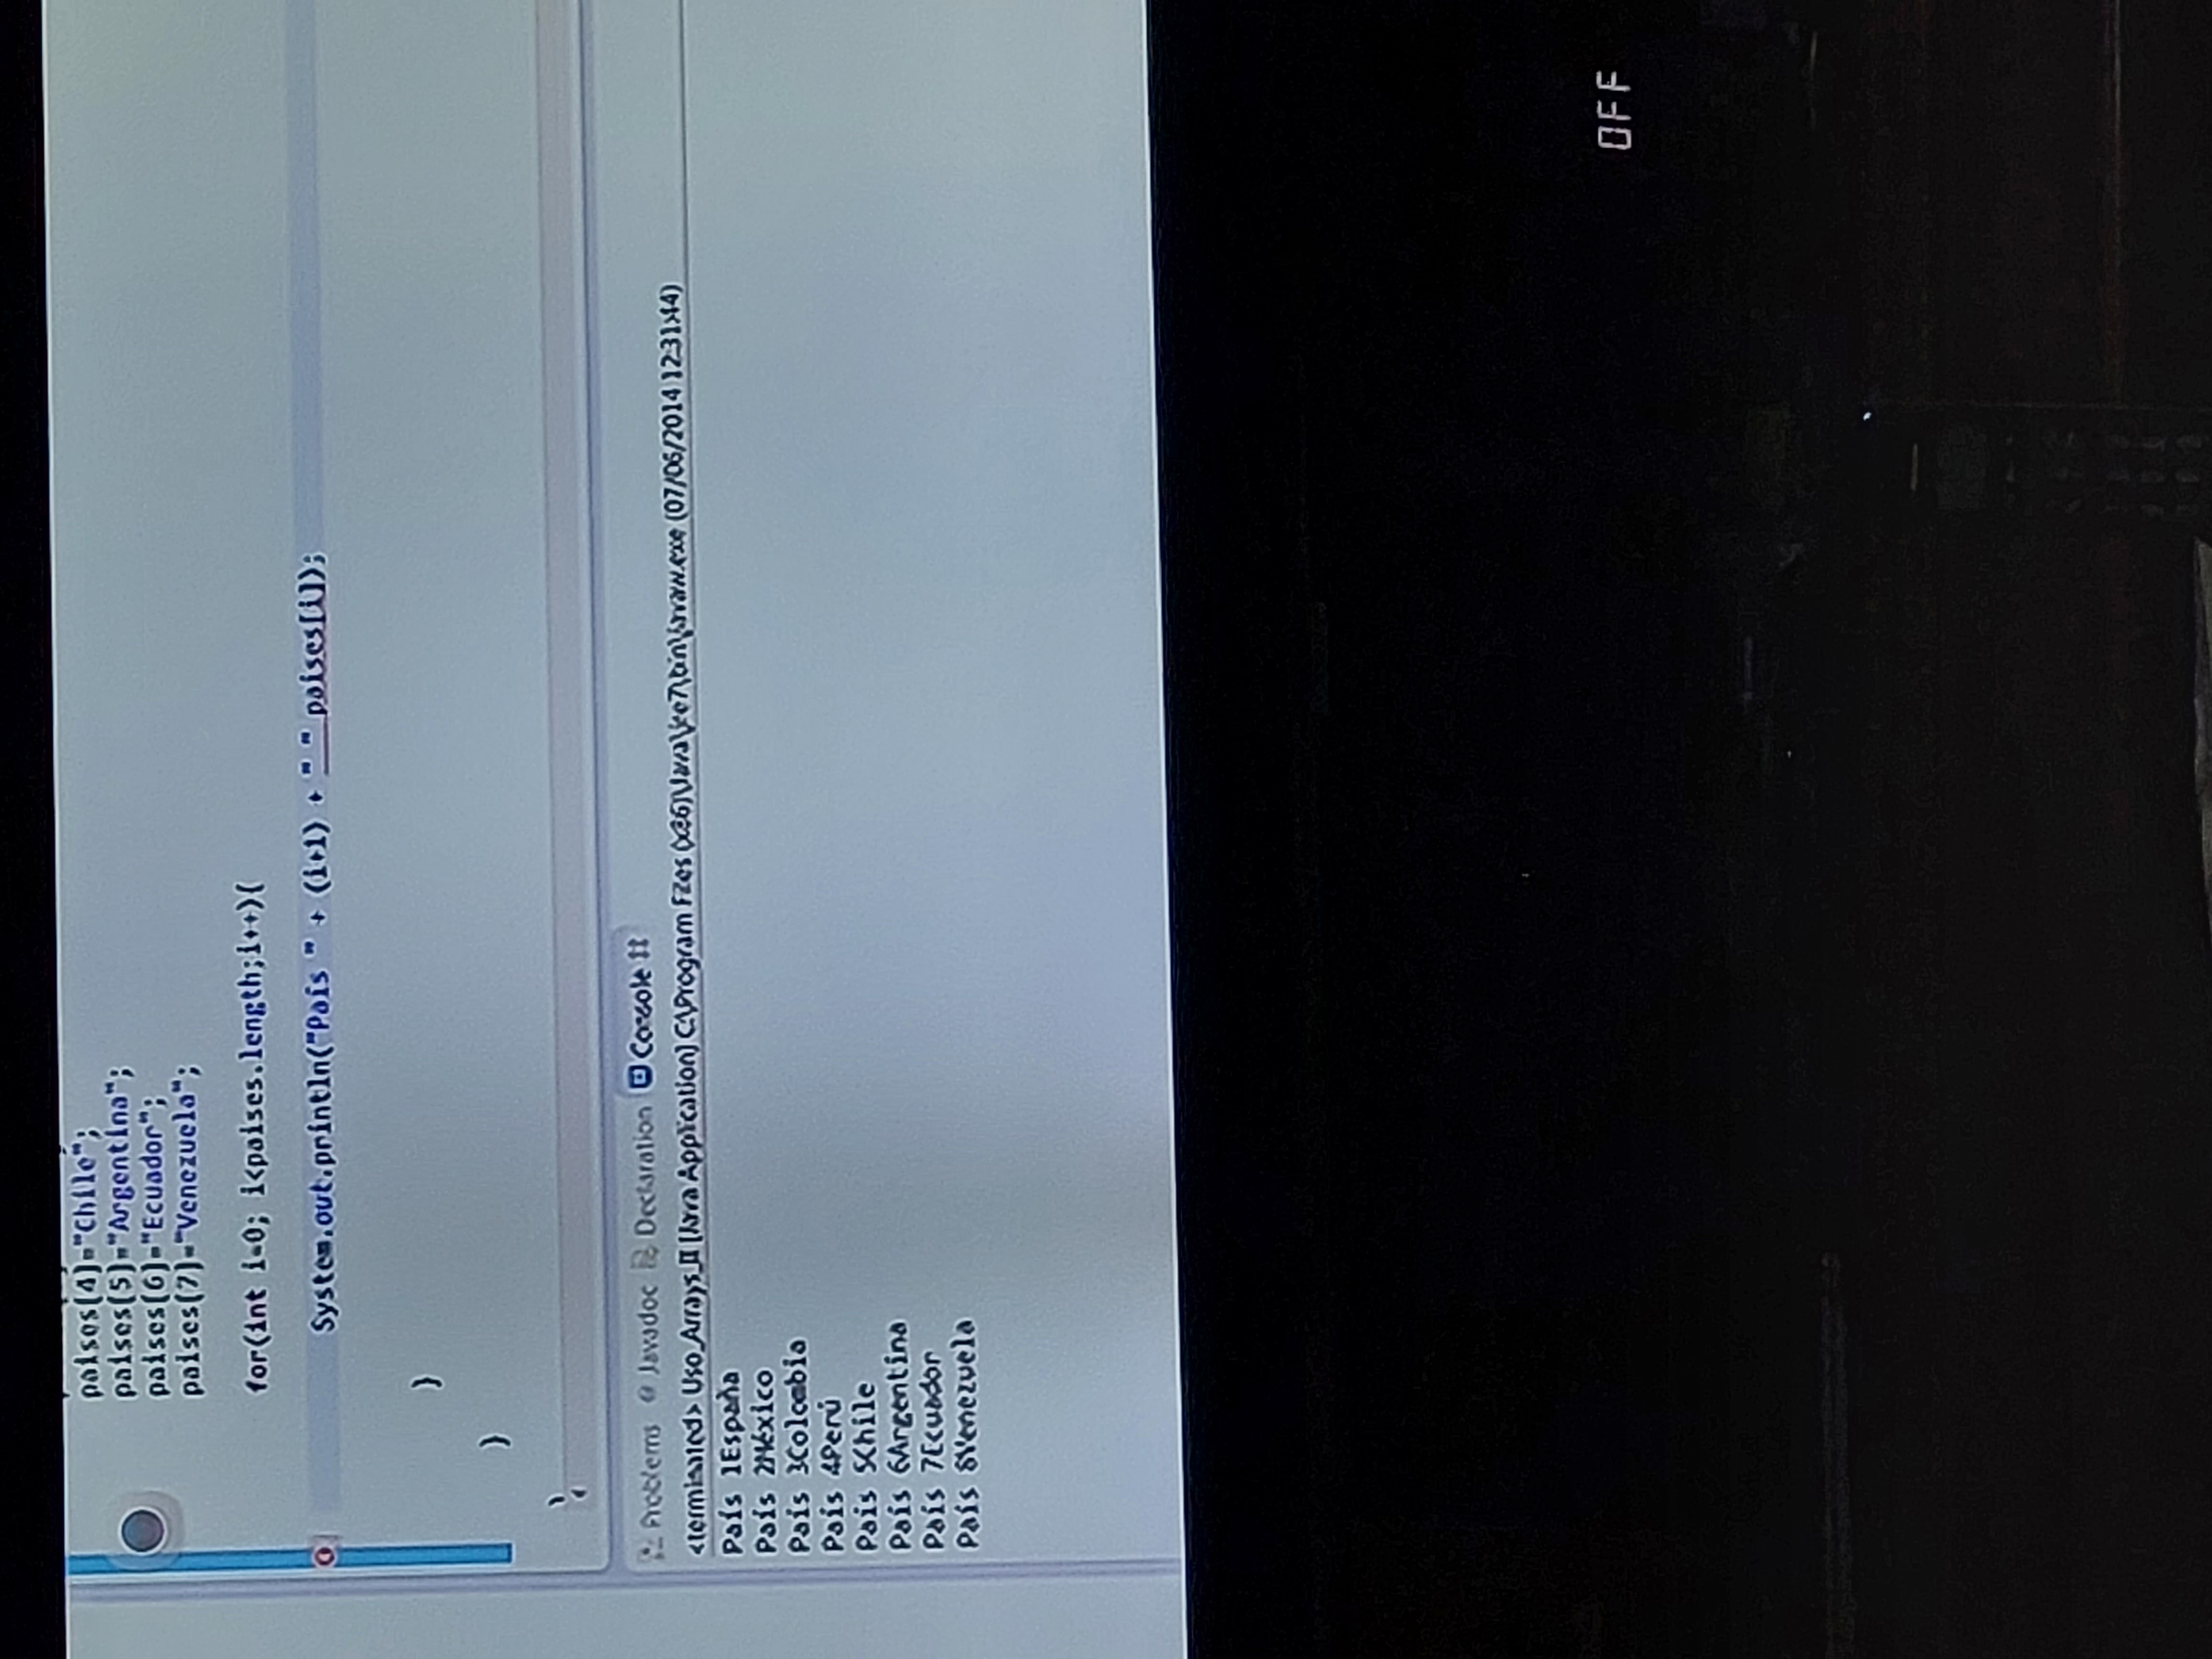 paises[4]="Chile";
paises[5]="Argentina";
paises[6]="Ecuador";
paises[7]="Venezuela";
for(int i=0; i<paises.length;i++){
System.out.println("País " + (i+1) + " " paises[i]);
}
}
}
Problems @ Javadoc Declaration Console
<terminated> Uso_Arrays_II [Java Application] C:\Program Files (x86)\Java\jre7\bin\javaw.exe (07/06/2014 12:31:44)
País 1España
País 2México
País 3Colombia
País 4Perú
País 5Chile
País 6Argentina
País 7Ecuador
País 8Venezuela
OFF